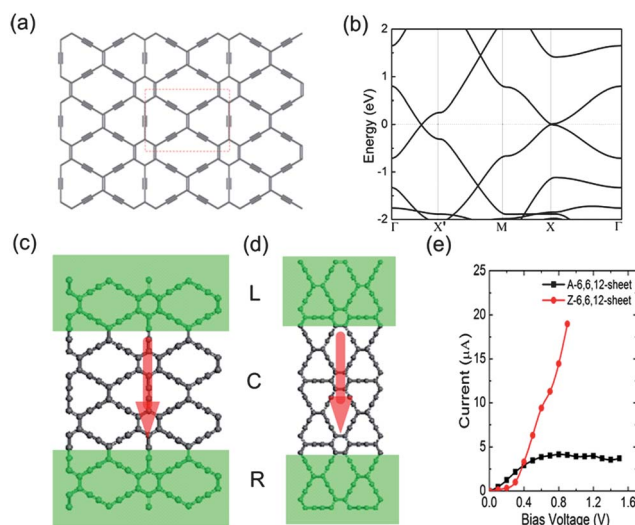 (a)
(b)
Energy (eV)
2
1
0
-1
-2
Γ X' M X Γ
(c)
(d)
L
C
R
(e)
Current (μA)
25
20
15
10
5
0
A-6,6,12-sheet
Z-6,6,12-sheet
0.0 0.4 0.8 1.2 1.6
Bias Voltage (V)